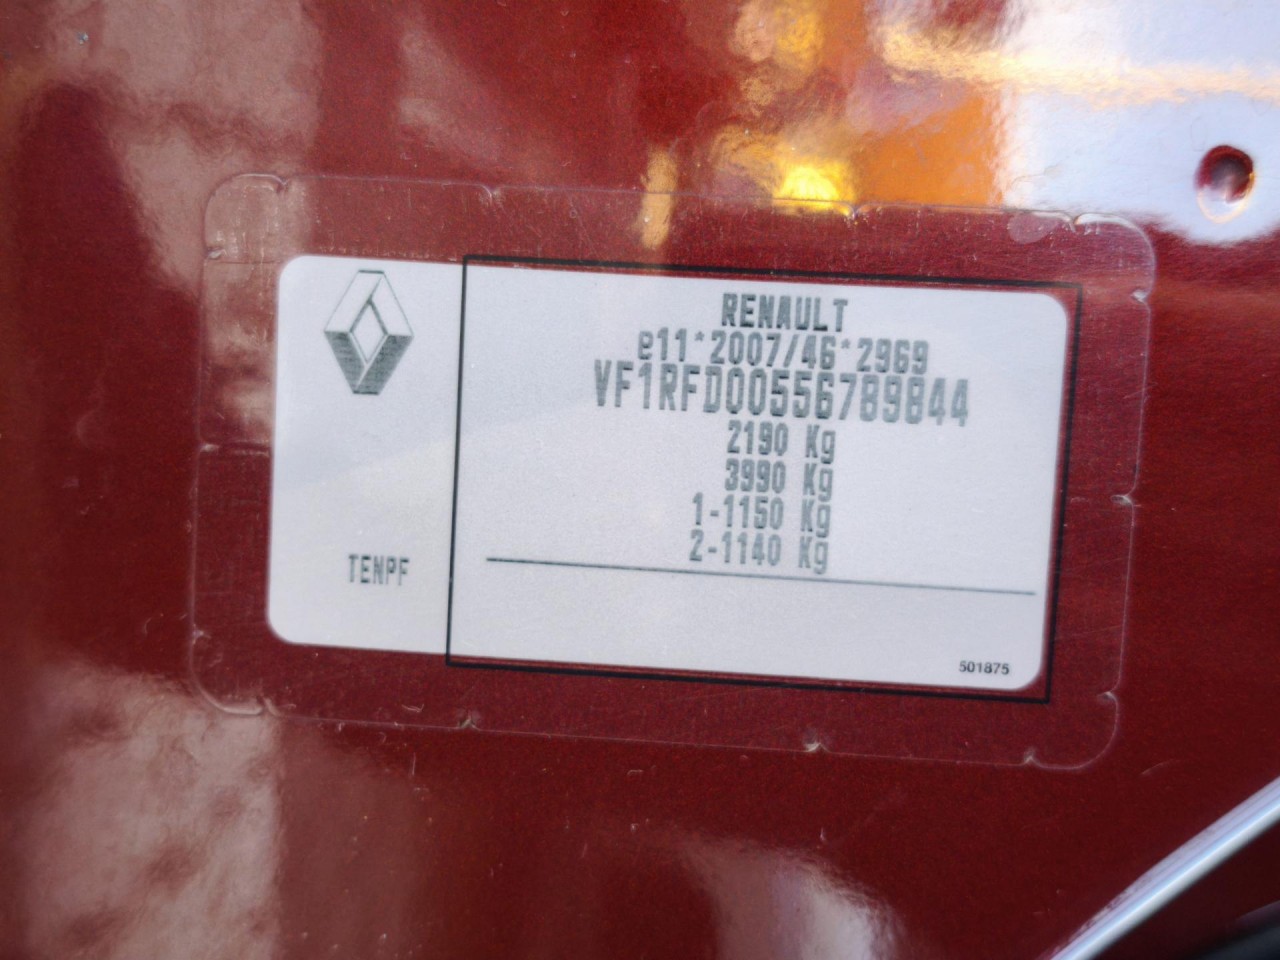 RENAULT
e11*2007/46*2969
VF1RFD00556789844
2190 Kg
3990 Kg
1-1150 Kg
2-1140 Kg
TENPF
501875